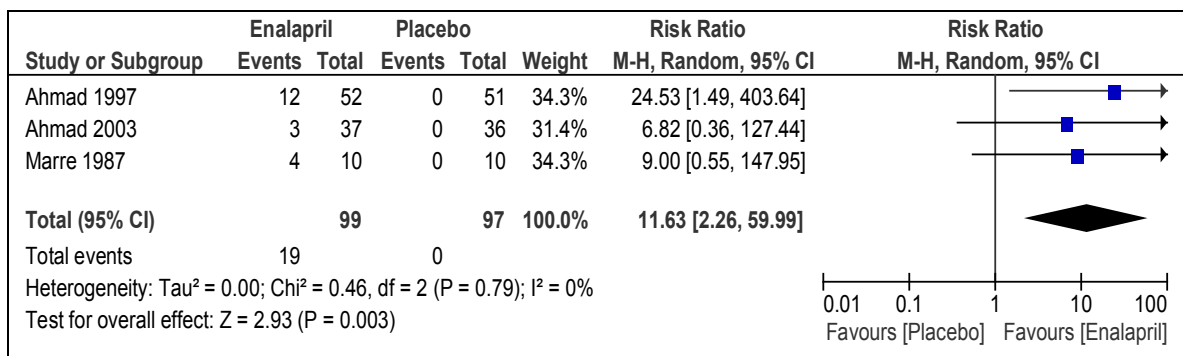 Enalapril Placebo Risk Ratio Risk Ratio
Study or Subgroup Events Total Events Total Weight M-H, Random, 95% CI M-H, Random, 95% CI
Ahmad 1997 12 52 0 51 34.3% 24.53 [1.49, 403.64]
Ahmad 2003 3 37 0 36 31.4% 6.82 [0.36, 127.44]
Marre 1987 4 10 0 10 34.3% 9.00 [0.55, 147.95]
Total (95% CI) 99 97 100.0% 11.63 [2.26, 59.99]
Total events 19 0
Heterogeneity: Tau² = 0.00; Chi² = 0.46, df = 2 (P = 0.79); I² = 0%
Test for overall effect: Z = 2.93 (P = 0.003)
0.01 0.1 1 10 100
Favours [Placebo] Favours [Enalapril]